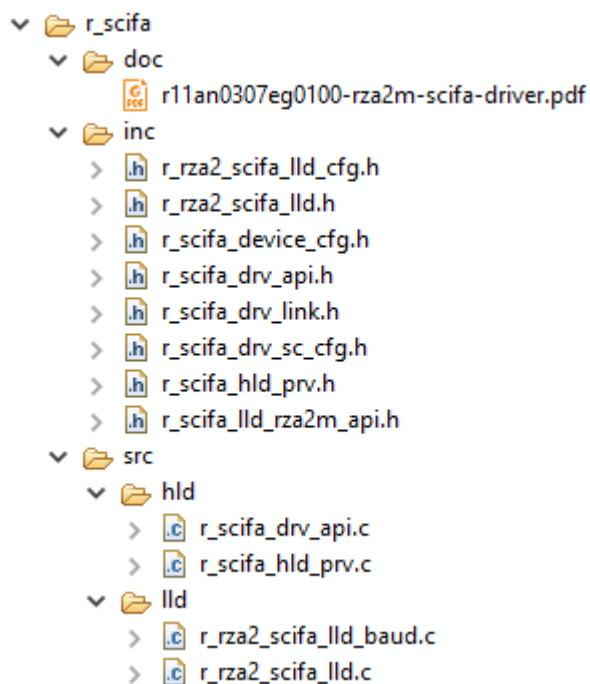 r_scifa
doc
r11an0307eg0100-rza2m-scifa-driver.pdf
inc
r_rza2_scifa_lld_cfg.h
r_rza2_scifa_lld.h
r_scifa_device_cfg.h
r_scifa_drv_api.h
r_scifa_drv_link.h
r_scifa_drv_sc_cfg.h
r_scifa_hld_prv.h
r_scifa_lld_rza2m_api.h
src
hld
r_scifa_drv_api.c
r_scifa_hld_prv.c
lld
r_rza2_scifa_lld_baud.c
r_rza2_scifa_lld.c